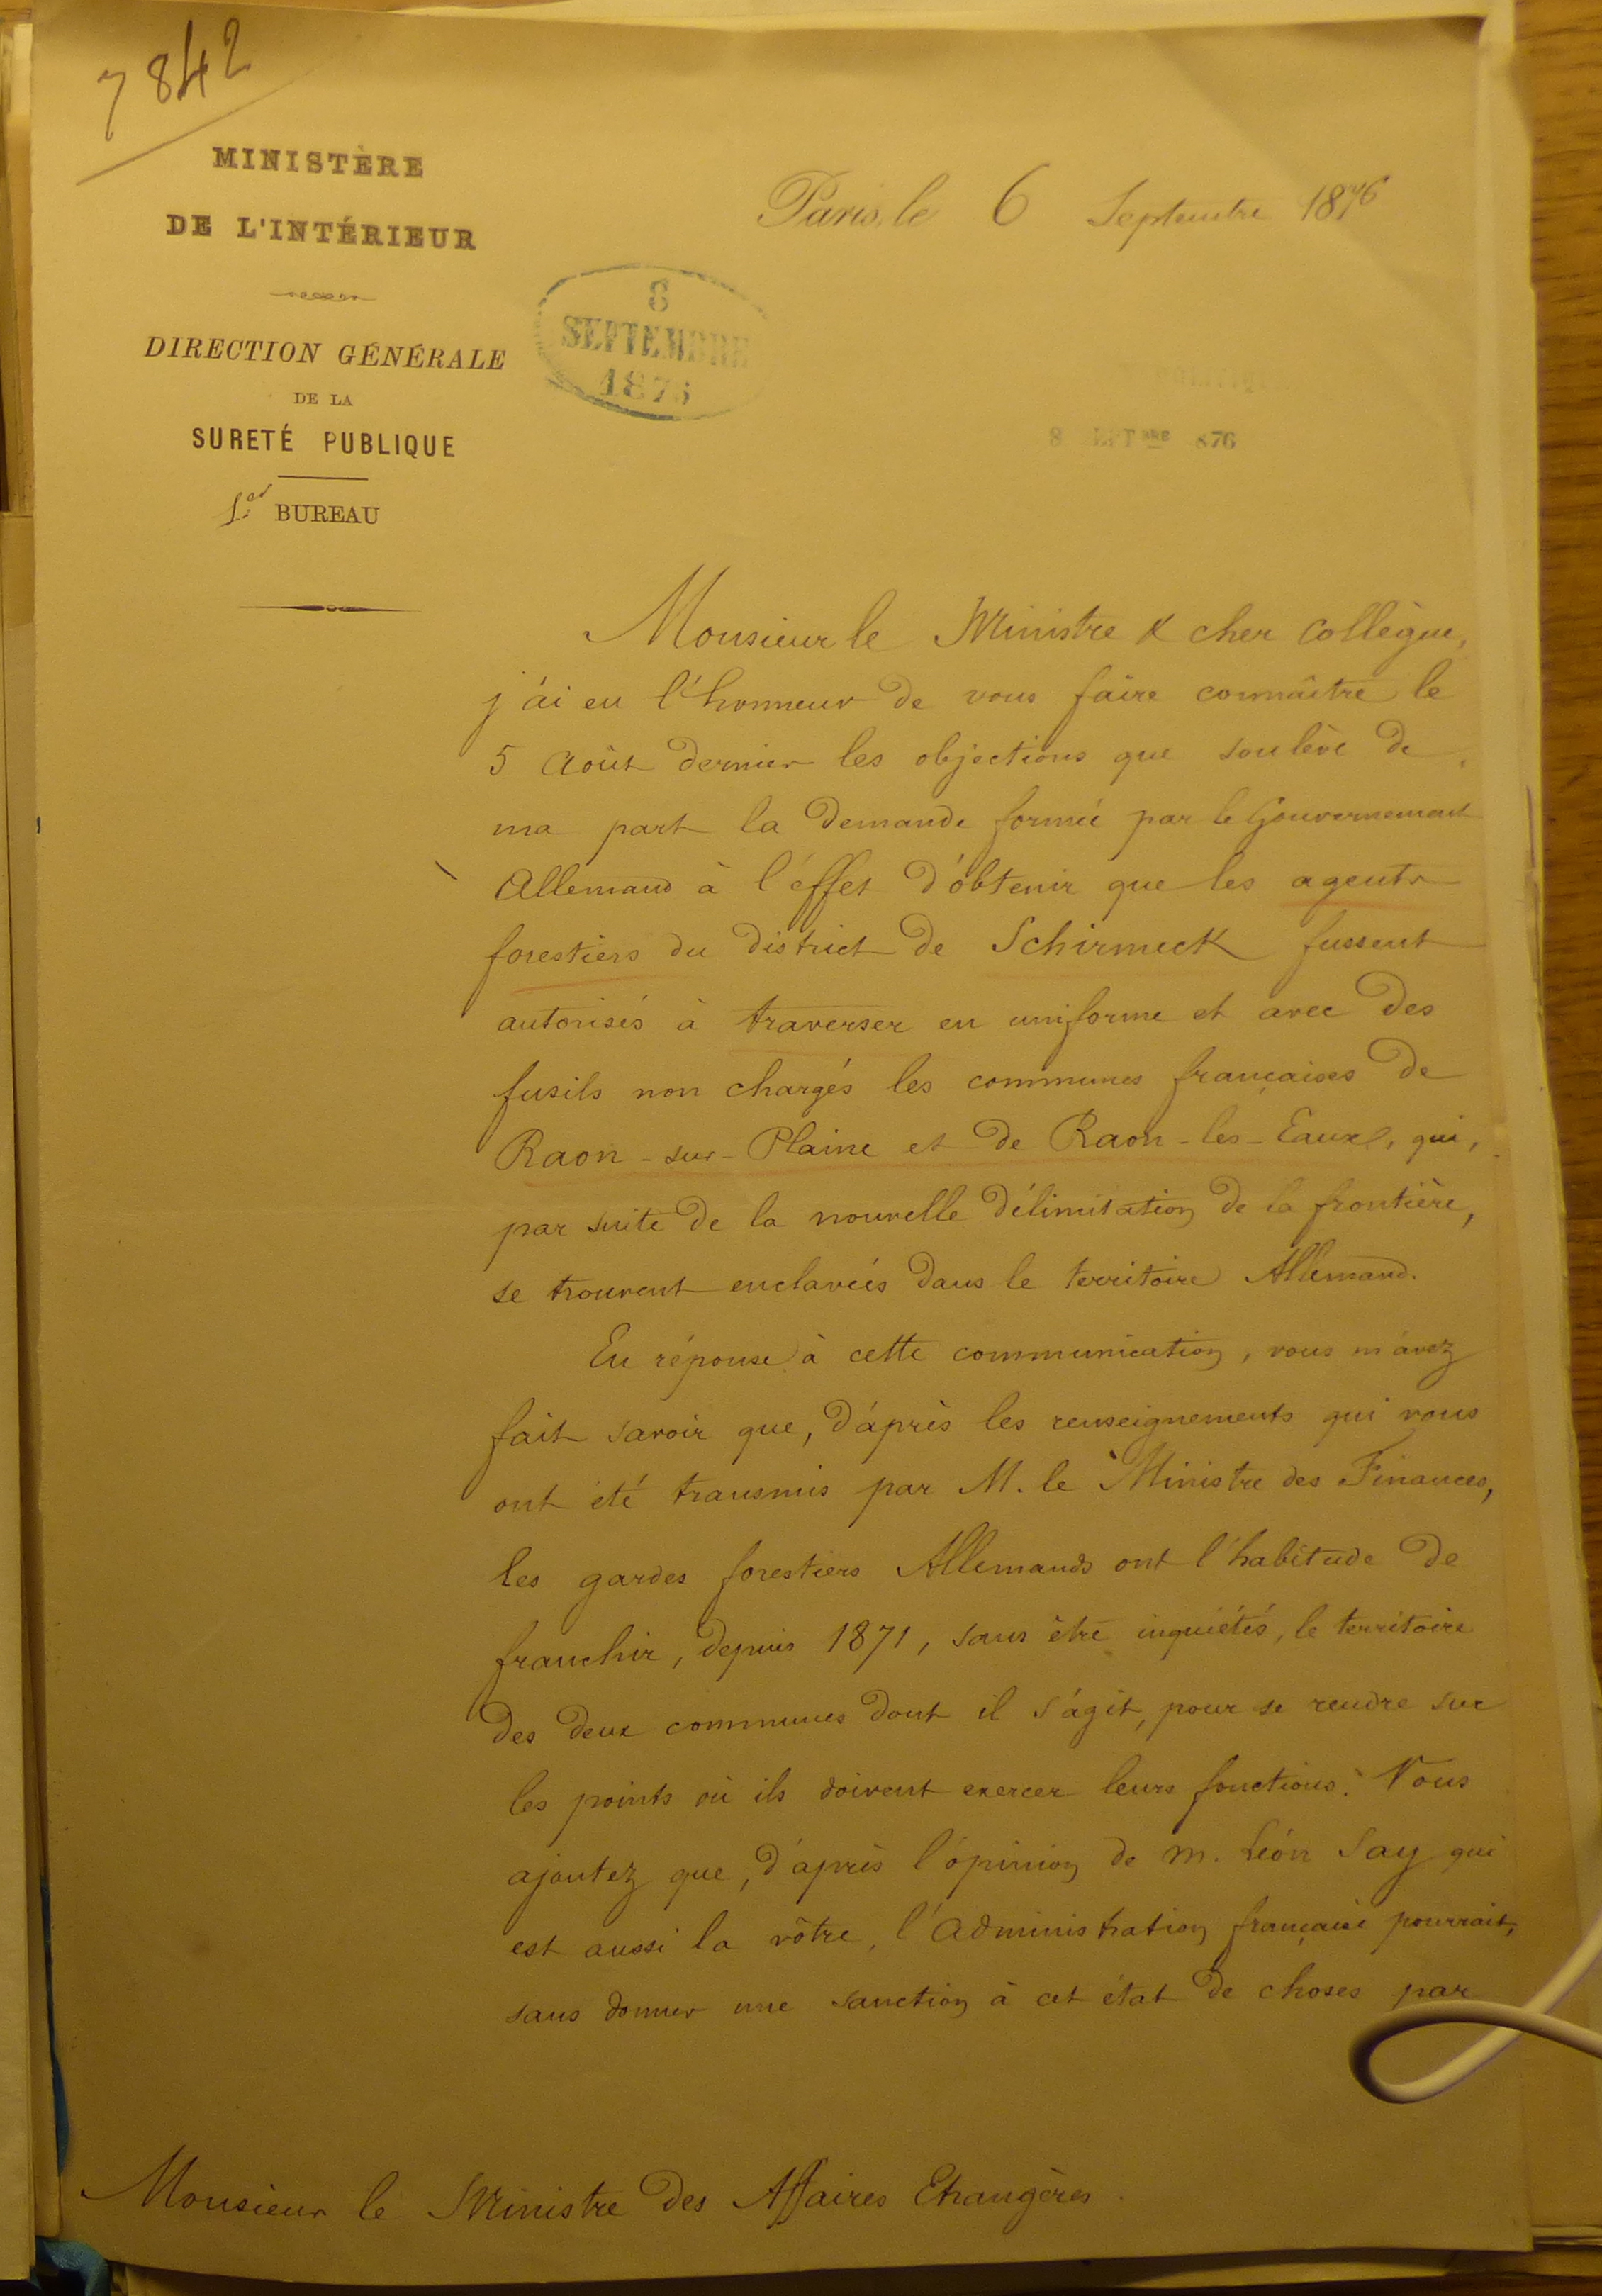 7842
MINISTÈRE
DE L'INTÉRIEUR
DIRECTION GÉNÉRALE
DE LA
SURETÉ PUBLIQUE
1er BUREAU
Paris, le 6 Septembre 1876
8
SEPTEMBRE
1876
8 SEPTBRE 1876
Monsieur le Ministre & cher Collègue,
j'ai eu l'honneur de vous faire connaître le
5 Août dernier les objections que soulève de
ma part la demande formée par le Gouvernement
Allemand à l'éffet d'obtenir que les agents
forestiers du district de Schirmeck fussent
autorisés à traverser en uniforme et avec des
fusils non chargés les communes françaises de
Raon-sur-Plaine et de Raon-les-Eaux, qui,
par suite de la nouvelle délimitation de la frontière,
se trouvent enclavées dans le territoire Allemand.
En réponse à cette communication, vous m'avez
fait savoir que, d'après les renseignements qui vous
ont été transmis par M. le Ministre des Finances,
les gardes forestiers Allemands ont l'habitude de
franchir, depuis 1871, sans être inquiétés, le territoire
des deux communes dont il s'agit, pour se rendre sur
les points où ils doivent exercer leurs fonctions. Vous
ajoutez que, d'après l'opinion de M. Léon Say qui
est aussi la vôtre, l'Administration française pourrait,
sans donner une sanction à cet état de choses par
Monsieur le Ministre des Affaires Etrangères.